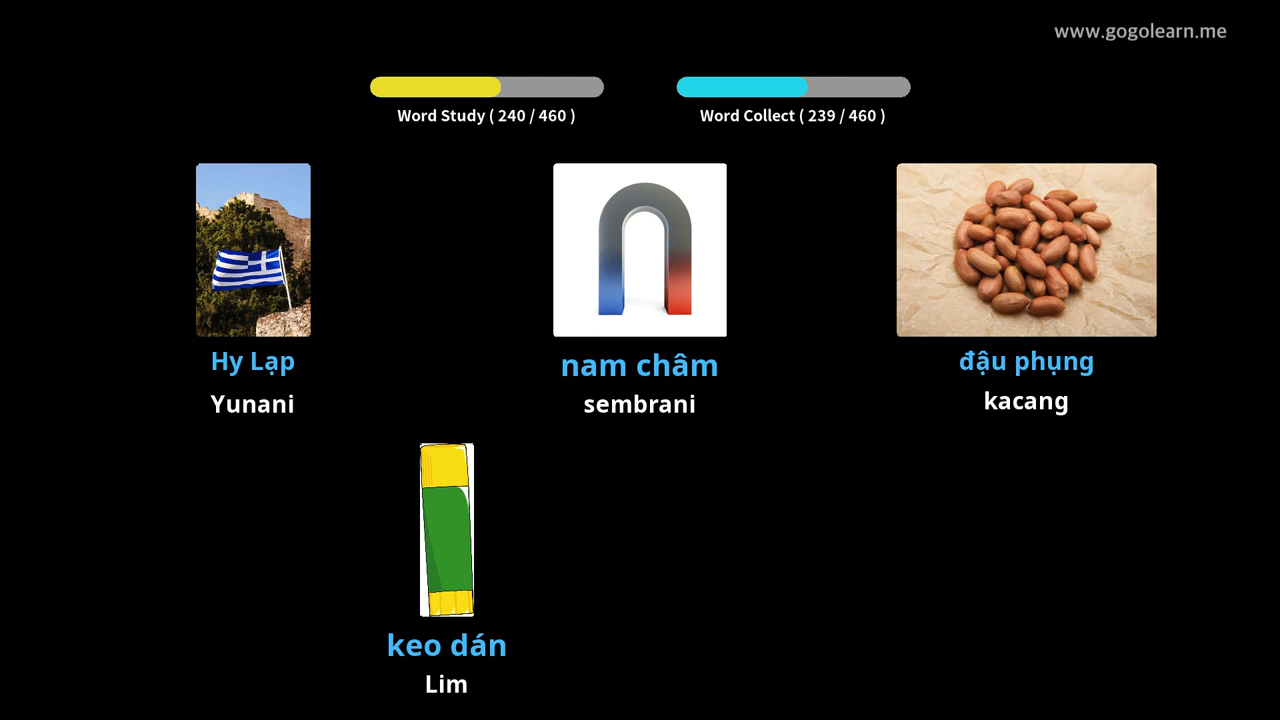 www.gogolearn.me
Word Study ( 240 / 460 )
Word Collect ( 239 / 460 )
Hy Lạp
Yunani
nam châm
sembrani
đậu phụng
kacang
keo dán
Lim